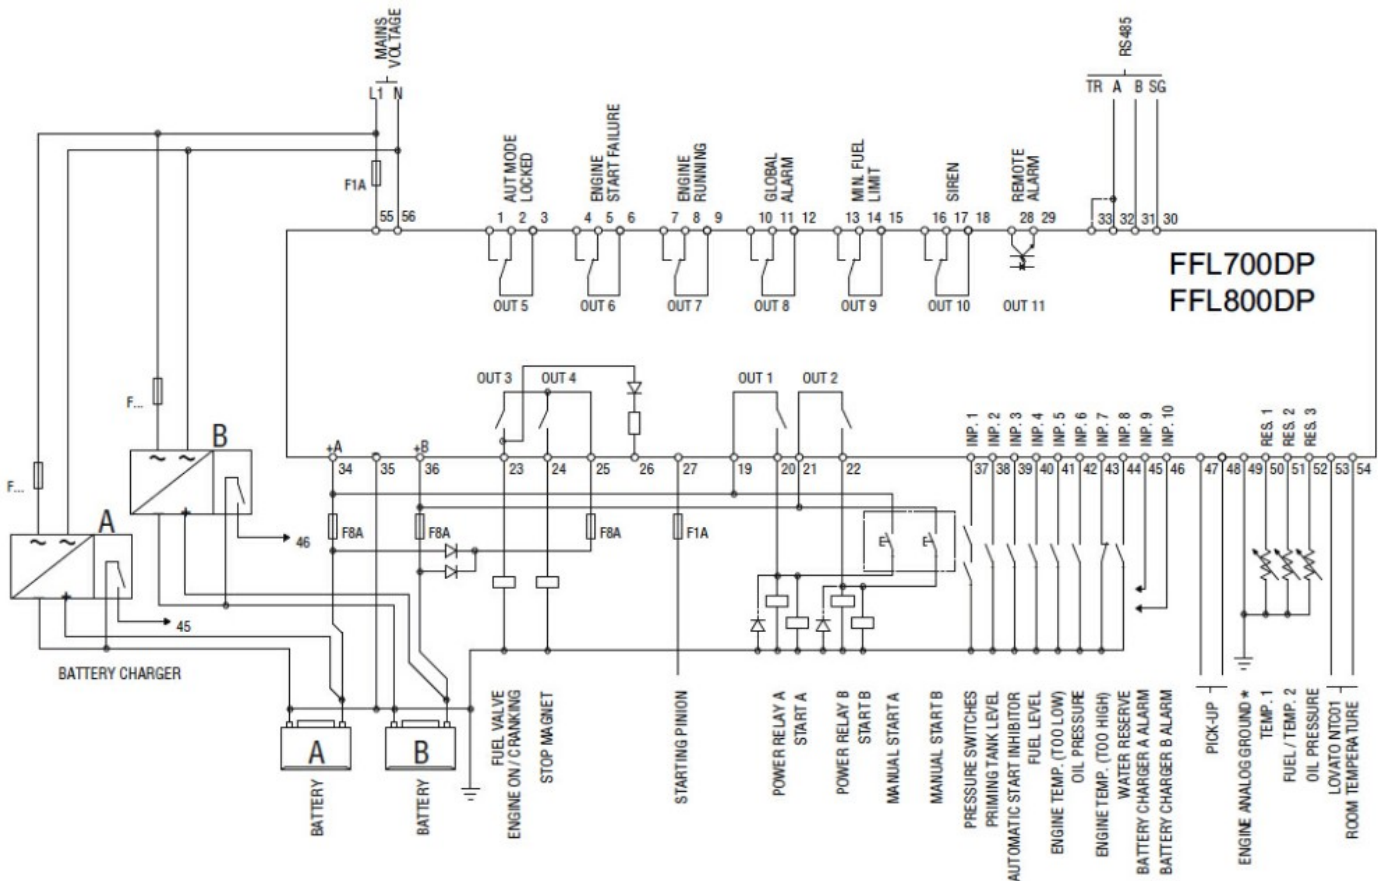 MAINS
VOLTAGE
L1 N
RS485
TR A B SG
F1A
55 56
AUT MODE
LOCKED
1 2 3
ENGINE
START FAILURE
4 5 6
ENGINE
RUNNING
7 8 9
GLOBAL
ALARM
10 11 12
MIN. FUEL
LIMIT
13 14 15
SIREN
16 17 18
REMOTE
ALARM
28 29
33 32 31 30
OUT 5
OUT 6
OUT 7
OUT 8
OUT 9
OUT 10
OUT 11
FFL700DP
FFL800DP
OUT 3
OUT 4
OUT 1
OUT 2
F...
B
~ ~
- +
46
F...
A
~ ~
- +
45
BATTERY CHARGER
+A
+B
34 35 36 23 24 25 26 27 19 20 21 22
INP. 1
INP. 2
INP. 3
INP. 4
INP. 5
INP. 6
INP. 7
INP. 8
INP. 9
INP. 10
RES. 1
RES. 2
RES. 3
37 38 39 40 41 42 43 44 45 46 47 48 49 50 51 52 53 54
F8A
F8A
F8A
F1A
A
BATTERY
B
BATTERY
FUEL VALVE
ENGINE ON / CRANKING
STOP MAGNET
STARTING PINION
POWER RELAY A
START A
POWER RELAY B
START B
MANUAL START A
MANUAL START B
PRESSURE SWITCHES
PRIMING TANK LEVEL
AUTOMATIC START INHIBITOR
FUEL LEVEL
ENGINE TEMP. (TOO LOW)
OIL PRESSURE
ENGINE TEMP. (TOO HIGH)
WATER RESERVE
BATTERY CHARGER A ALARM
BATTERY CHARGER B ALARM
PICK-UP
ENGINE ANALOG GROUND *
TEMP. 1
FUEL / TEMP. 2
OIL PRESSURE
LOVATO NTC01
ROOM TEMPERATURE